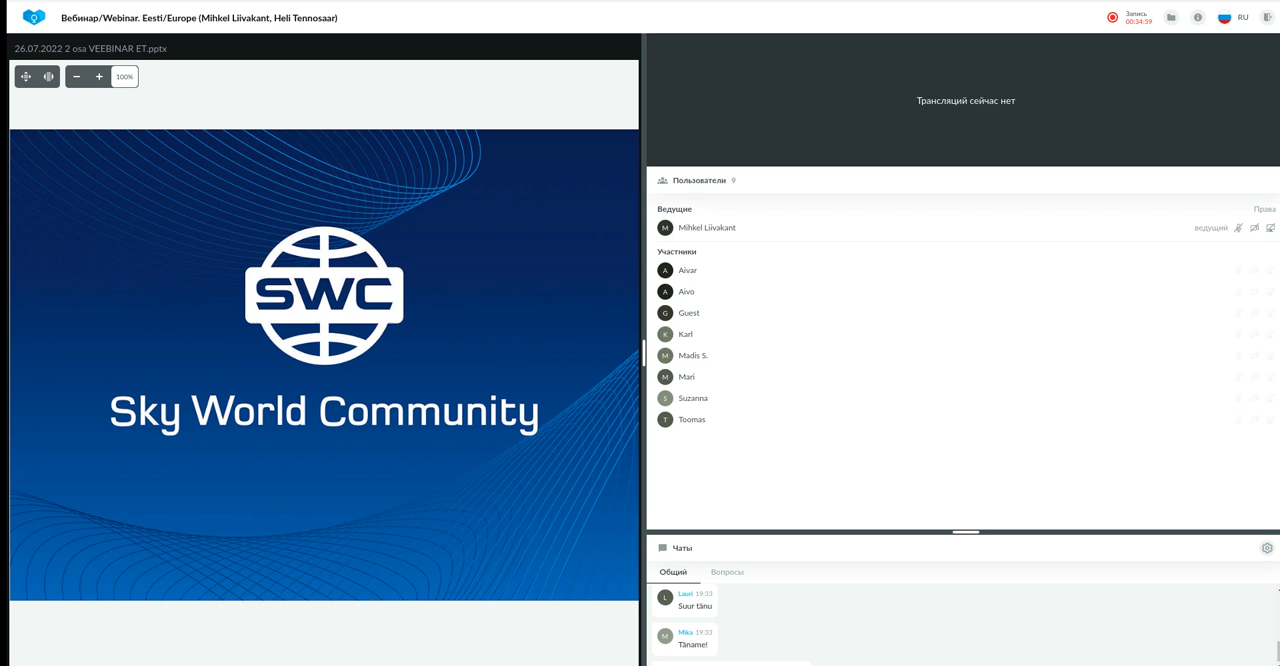 Вебинар/Webinar. Eesti/Europe (Mihkel Liivakant, Heli Tennosaar)
Запись
00:34:59
RU
26.07.2022 2 osa VEEBINAR ET.pptx
100%
SWC
Sky World Community
Трансляций сейчас нет
Пользователи 9
Ведущие Права
M Mihkel Liivakant ведущий
Участники
A Aivar
A Aivo
G Guest
K Karl
M Madis S.
M Mari
S Suzanna
T Toomas
Чаты
Общий Вопросы
L Lauri 19:33
Suur tänu
M Mika 19:33
Täname!